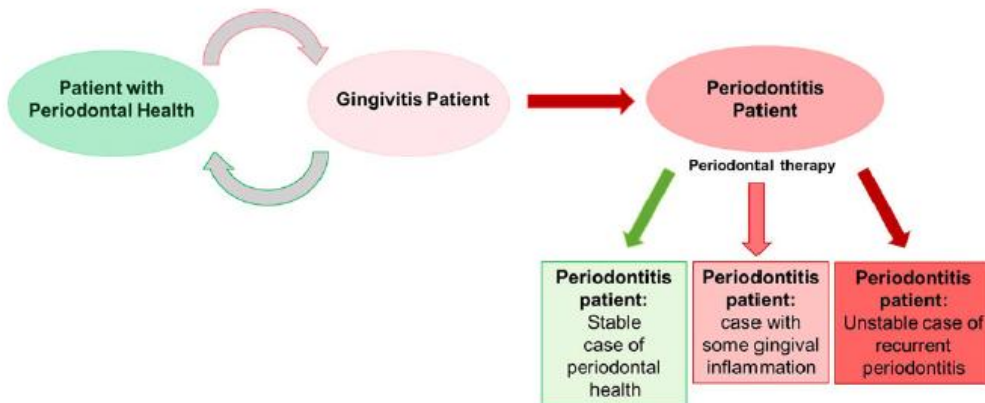 Patient with
Periodontal Health
Gingivitis Patient
Periodontitis
Patient
Periodontal therapy
Periodontitis
patient:
Stable
case of
periodontal
health
Periodontitis
patient:
case with
some gingival
inflammation
Periodontitis
patient:
Unstable case of
recurrent
periodontitis